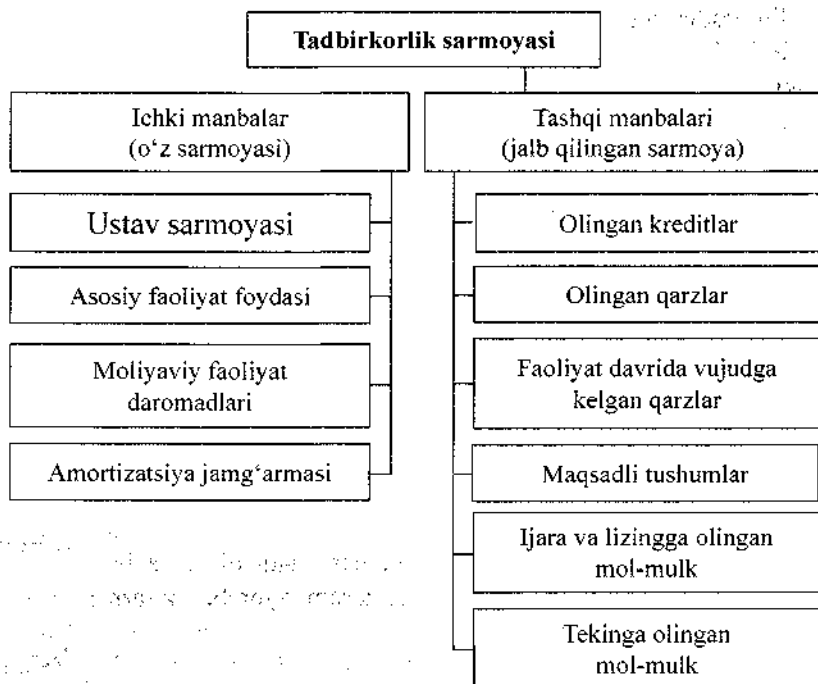 Tadbirkorlik sarmoyasi
Ichki manbalar
(o‘z sarmoyasi)
Ustav sarmoyasi
Asosiy faoliyat foydasi
Moliyaviy faoliyat
daromadlari
Amortizatsiya jamg‘armasi
Tashqi manbalari
(jalb qilingan sarmoya)
Olingan kreditlar
Olingan qarzlar
Faoliyat davrida vujudga
kelgan qarzlar
Maqsadli tushumlar
Ijara va lizingga olingan
mol-mulk
Tekinga olingan
mol-mulk